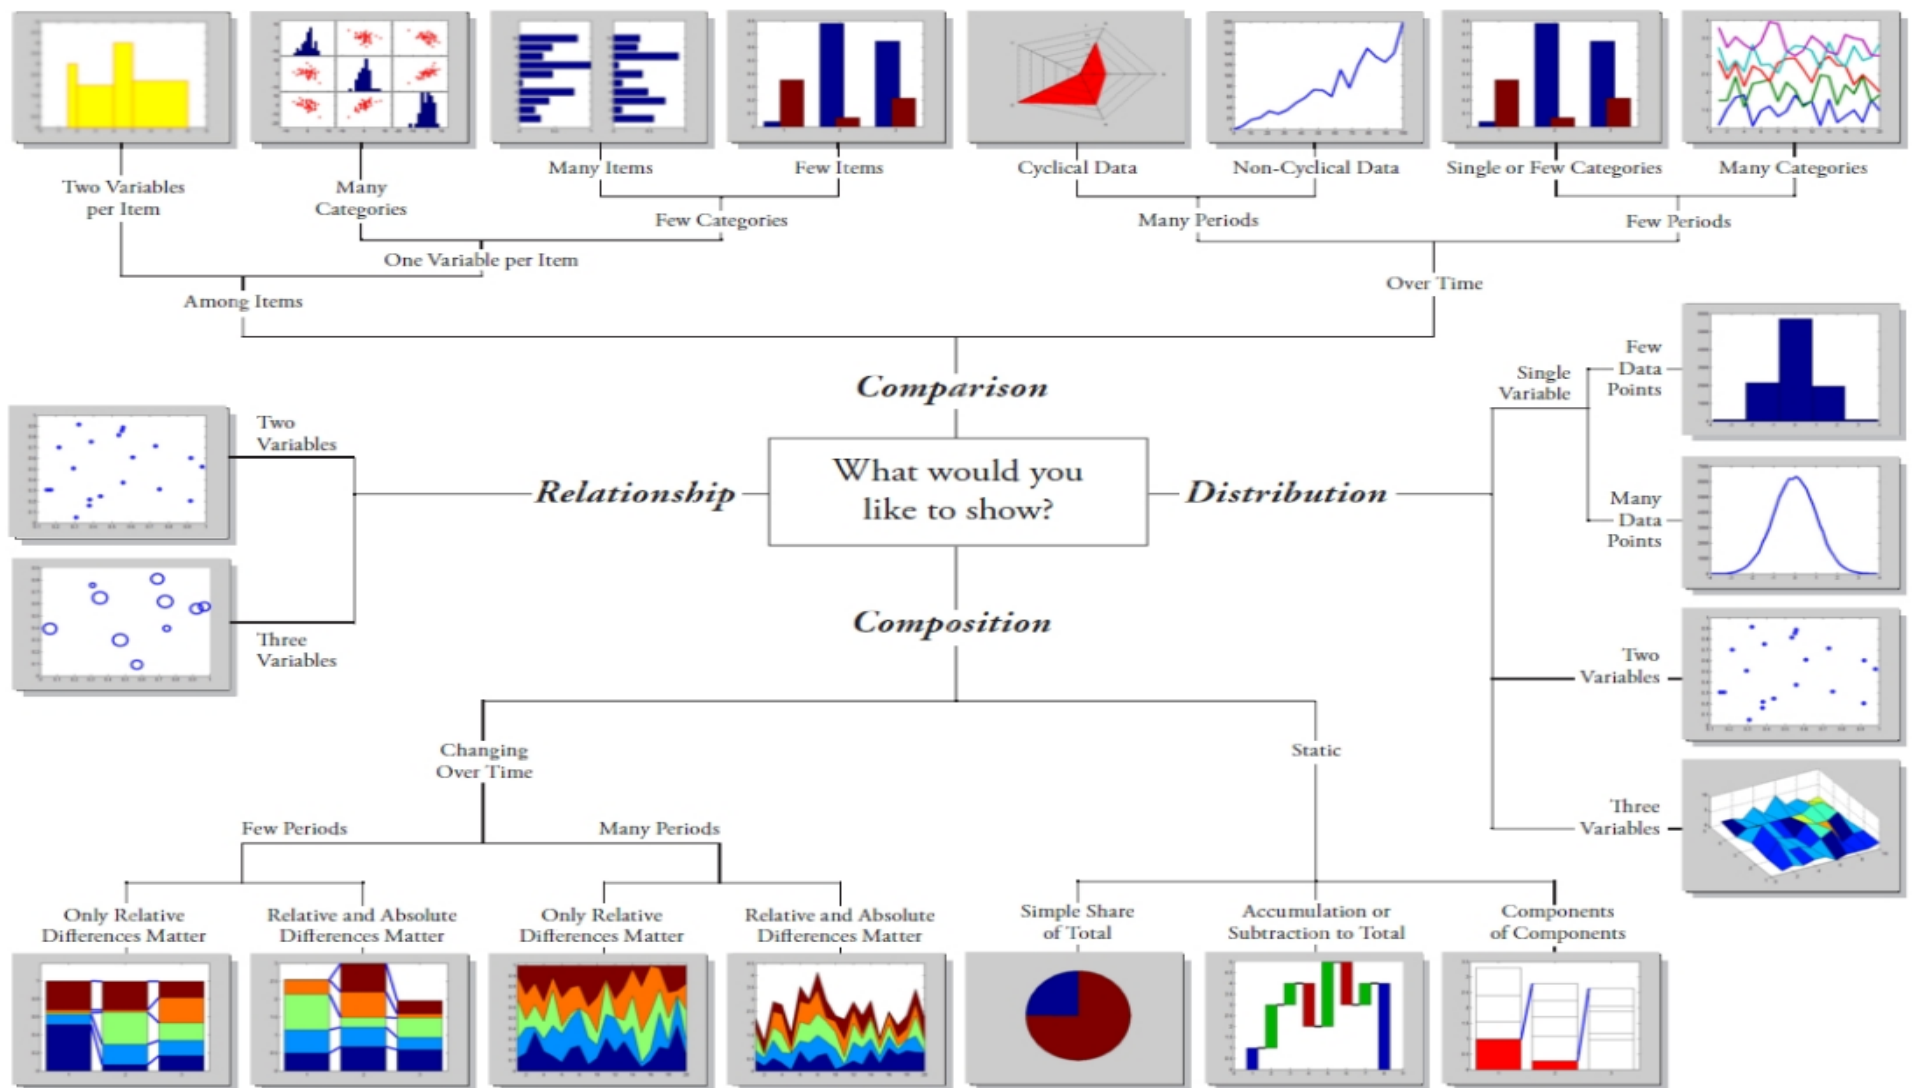 Two Variables
per Item
Many
Categories
Many Items
Few Items
Cyclical Data
Non-Cyclical Data
Single or Few Categories
Many Categories
Few Categories
Many Periods
Few Periods
One Variable per Item
Among Items
Over Time
Comparison
What would you
like to show?
Relationship
Two
Variables
Three
Variables
Distribution
Single
Variable
Few
Data
Points
Many
Data
Points
Two
Variables
Three
Variables
Composition
Changing
Over Time
Static
Few Periods
Many Periods
Only Relative
Differences Matter
Relative and Absolute
Differences Matter
Only Relative
Differences Matter
Relative and Absolute
Differences Matter
Simple Share
of Total
Accumulation or
Subtraction to Total
Components
of Components